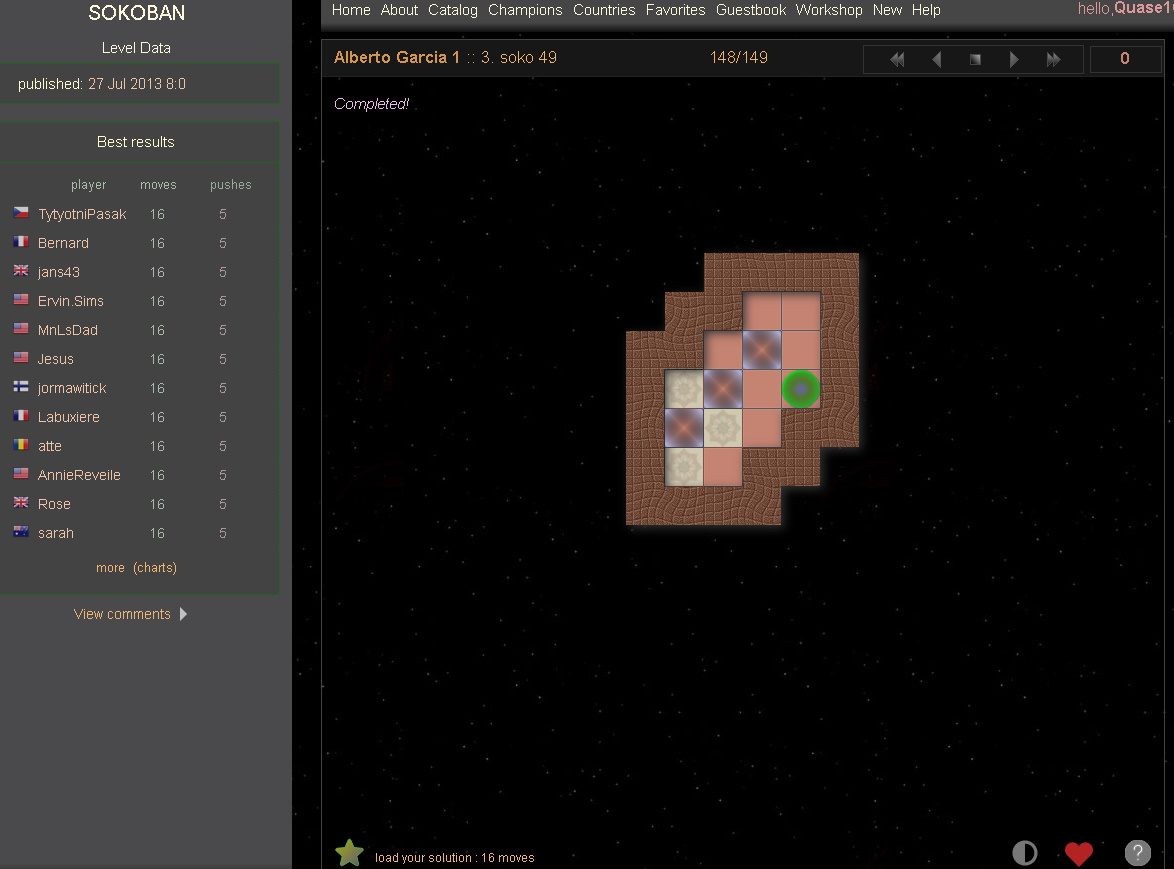 SOKOBAN
Level Data
published: 27 Jul 2013 8:0
Best results
player moves pushes
TytyotniPasak 16 5
Bernard 16 5
jans43 16 5
Ervin.Sims 16 5
MnLsDad 16 5
Jesus 16 5
jormawitick 16 5
Labuxiere 16 5
atte 16 5
AnnieReveile 16 5
Rose 16 5
sarah 16 5
more (charts)
View comments
Home About Catalog Champions Countries Favorites Guestbook Workshop New Help
hello,Quase1
Alberto Garcia 1 :: 3. soko 49 148/149 0
Completed!
load your solution : 16 moves
?